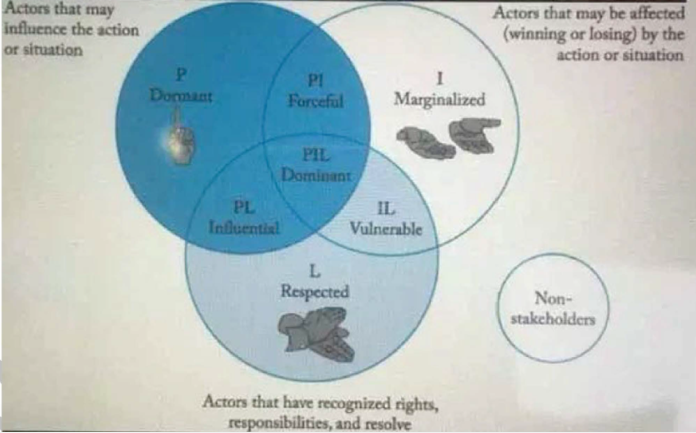 Actors that may
influence the action
or situation
Actors that may be affected
(winning or losing) by the
action or situation
P
Dormant
PI
Forceful
I
Marginalized
PIL
Dominant
PL
Influential
IL
Vulnerable
L
Respected
Non-
stakeholders
Actors that have recognized rights,
responsibilities, and resolve